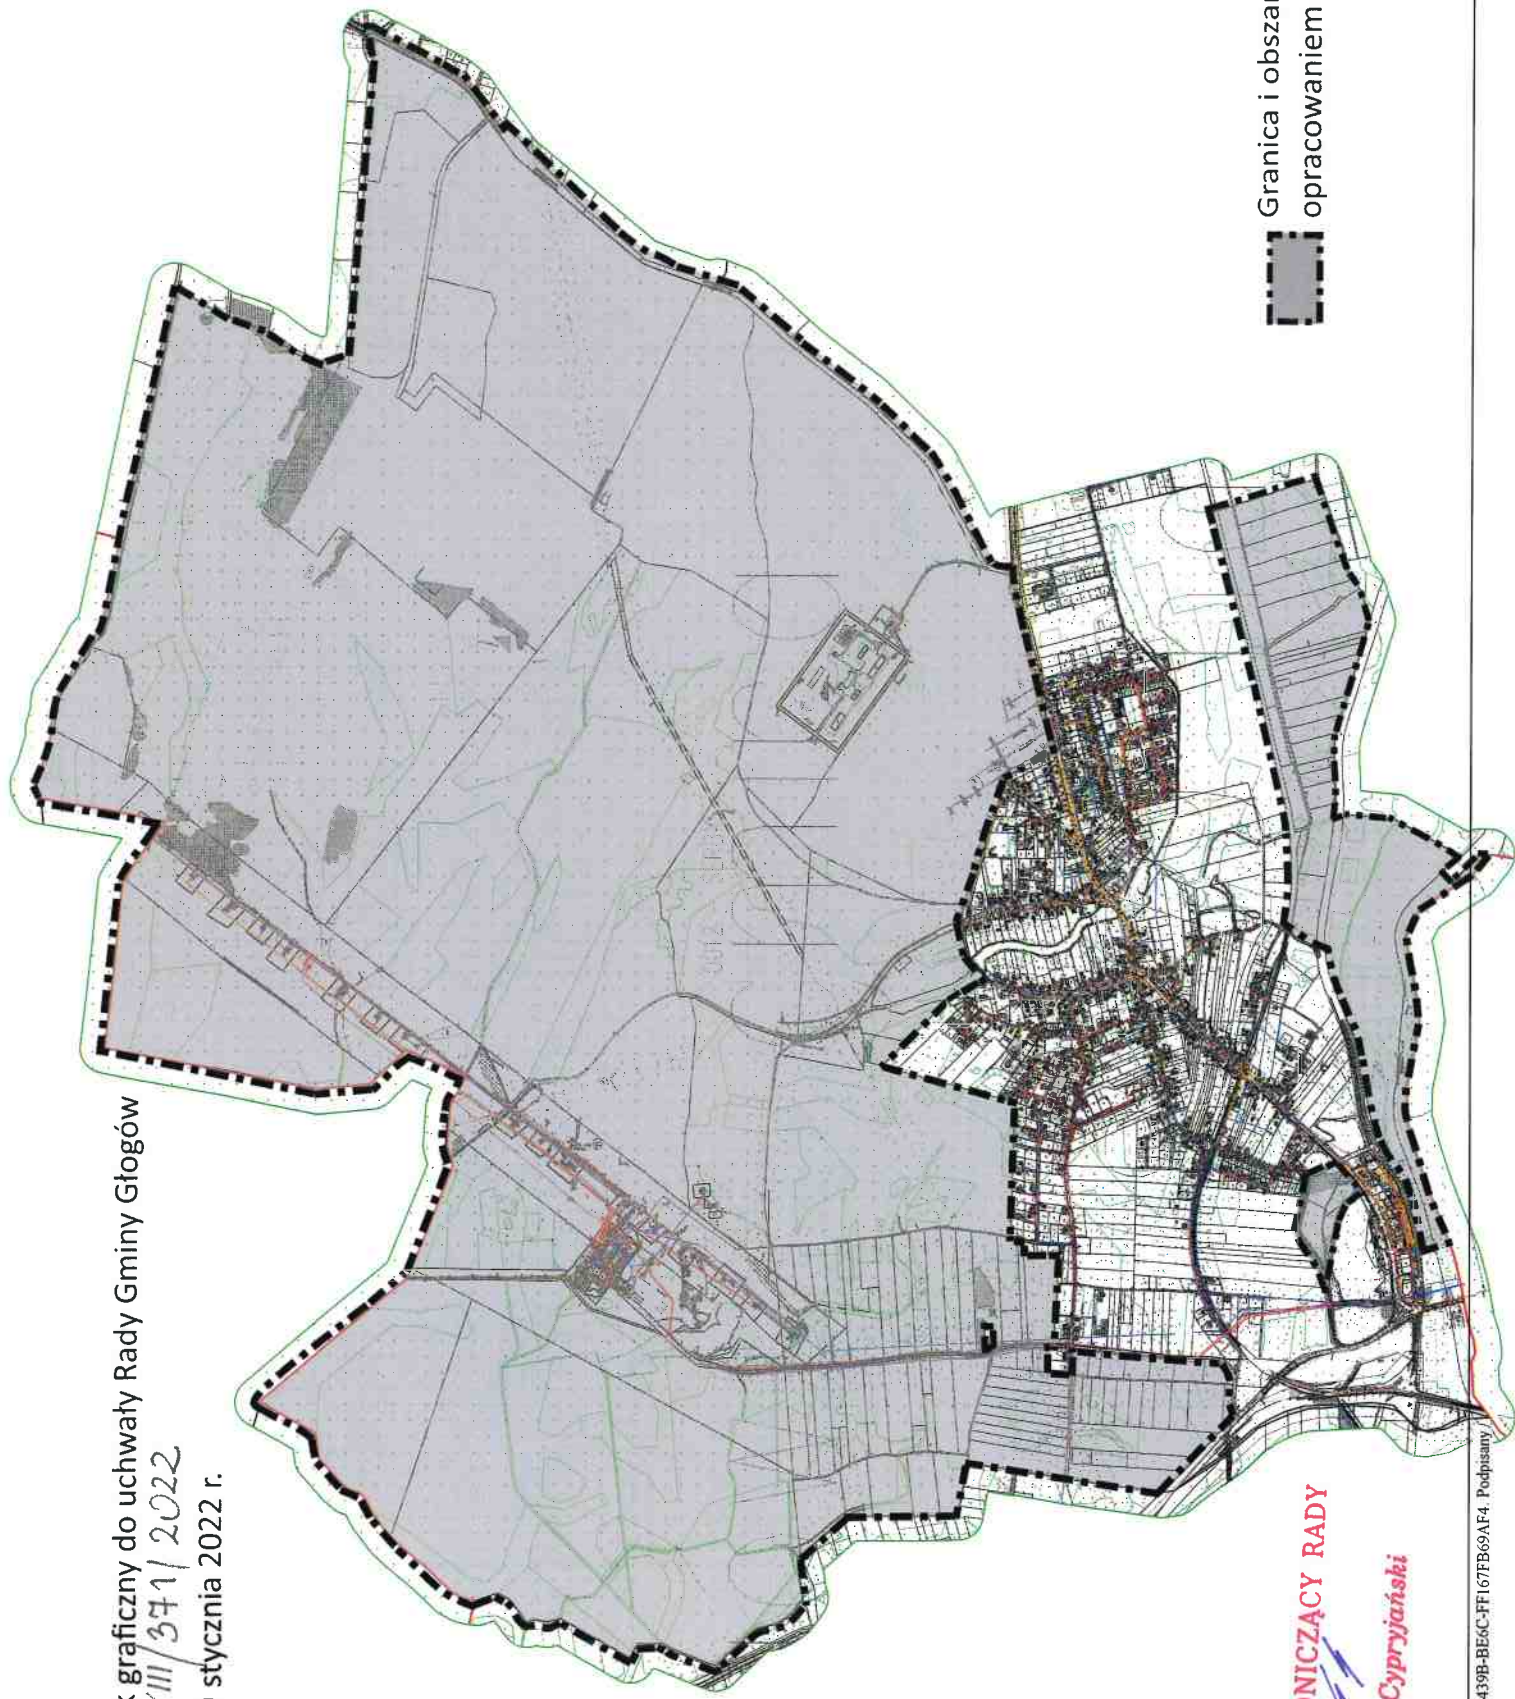 graficzny do uchwały Rady Gminy Głogów
III/371/2022
stycznia 2022 r.
Granica i obszar
opracowaniem
RADY
Cypryjański
439B-BE6C-FF167FB69AF4. Podpisany